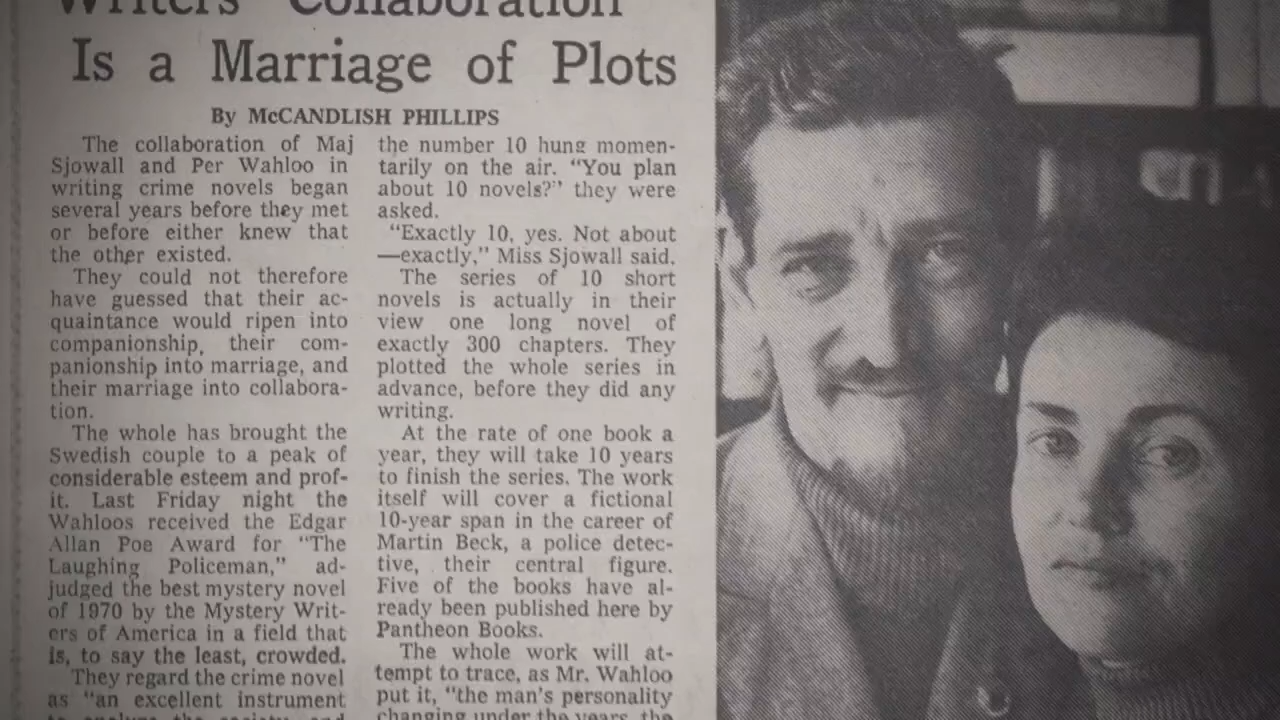 Writers' Collaboration
Is a Marriage of Plots
By McCANDLISH PHILLIPS
The collaboration of Maj
Sjowall and Per Wahloo in
writing crime novels began
several years before they met
or before either knew that
the other existed.
They could not therefore
have guessed that their ac-
quaintance would ripen into
companionship, their com-
panionship into marriage, and
their marriage into collabora-
tion.
The whole has brought the
Swedish couple to a peak of
considerable esteem and prof-
it. Last Friday night the
Wahloos received the Edgar
Allan Poe Award for "The
Laughing Policeman," ad-
judged the best mystery novel
of 1970 by the Mystery Writ-
ers of America in a field that
is, to say the least, crowded.
They regard the crime novel
as "an excellent instrument
to analyze the society and
the number 10 hung momen-
tarily on the air. "You plan
about 10 novels?" they were
asked.
"Exactly 10, yes. Not about
—exactly," Miss Sjowall said.
The series of 10 short
novels is actually in their
view one long novel of
exactly 300 chapters. They
plotted the whole series in
advance, before they did any
writing.
At the rate of one book a
year, they will take 10 years
to finish the series. The work
itself will cover a fictional
10-year span in the career of
Martin Beck, a police detec-
tive, their central figure.
Five of the books have al-
ready been published here by
Pantheon Books.
The whole work will at-
tempt to trace, as Mr. Wahloo
put it, "the man's personality
changing under the years, the